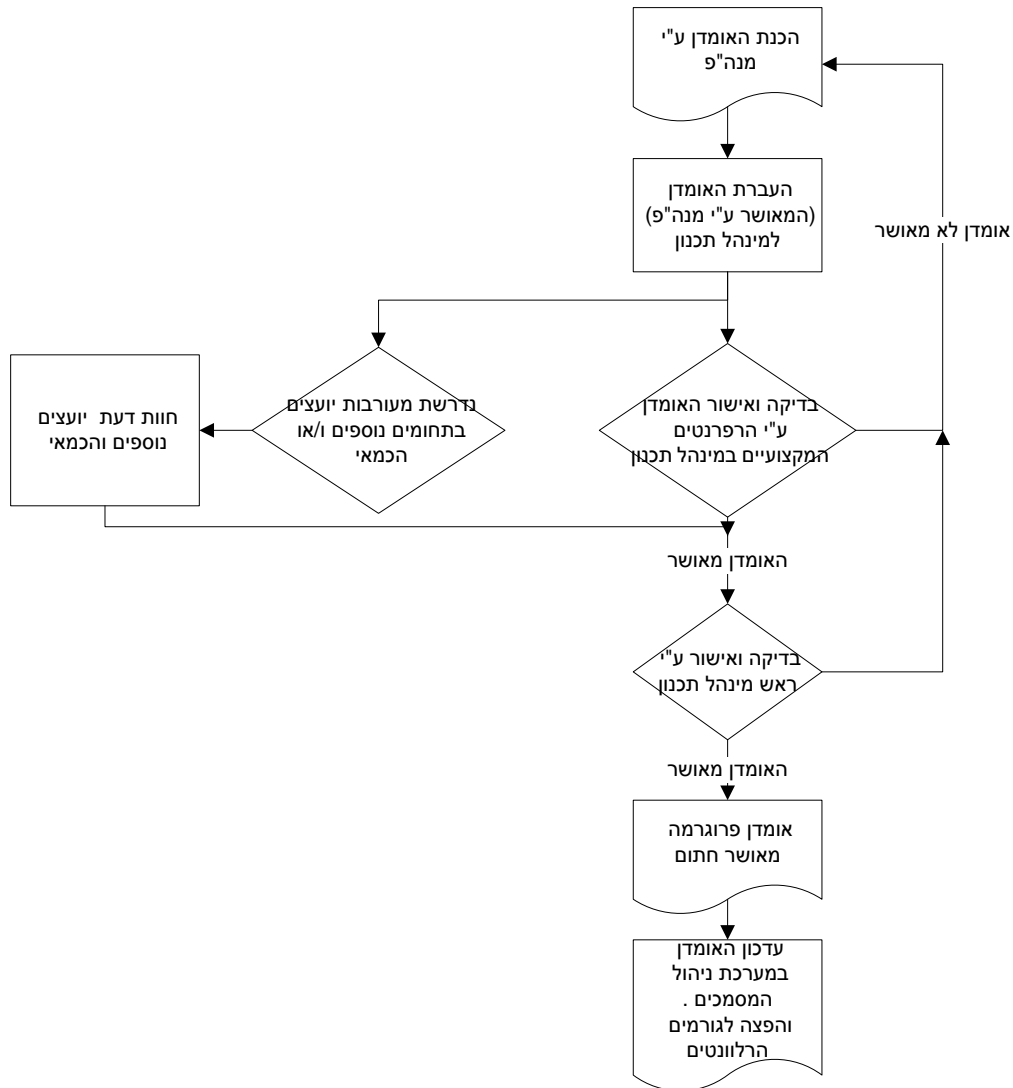 הכנת האומדן ע"י
מנה"פ
העברת האומדן
(המאושר ע"י מנה"פ)
למינהל תכנון
אומדן לא מאושר
בדיקה ואישור האומדן
ע"י הרפרנטים
המקצועיים במינהל תכנון
נדרשת מעורבות יועצים
בתחומים נוספים ו/או
הכמאי
חוות דעת יועצים
נוספים והכמאי
האומדן מאושר
בדיקה ואישור ע"י
ראש מינהל תכנון
האומדן מאושר
אומדן פרוגרמה
מאושר חתום
עדכון האומדן
במערכת ניהול
המסמכים .
והפצה לגורמים
הרלוונטים